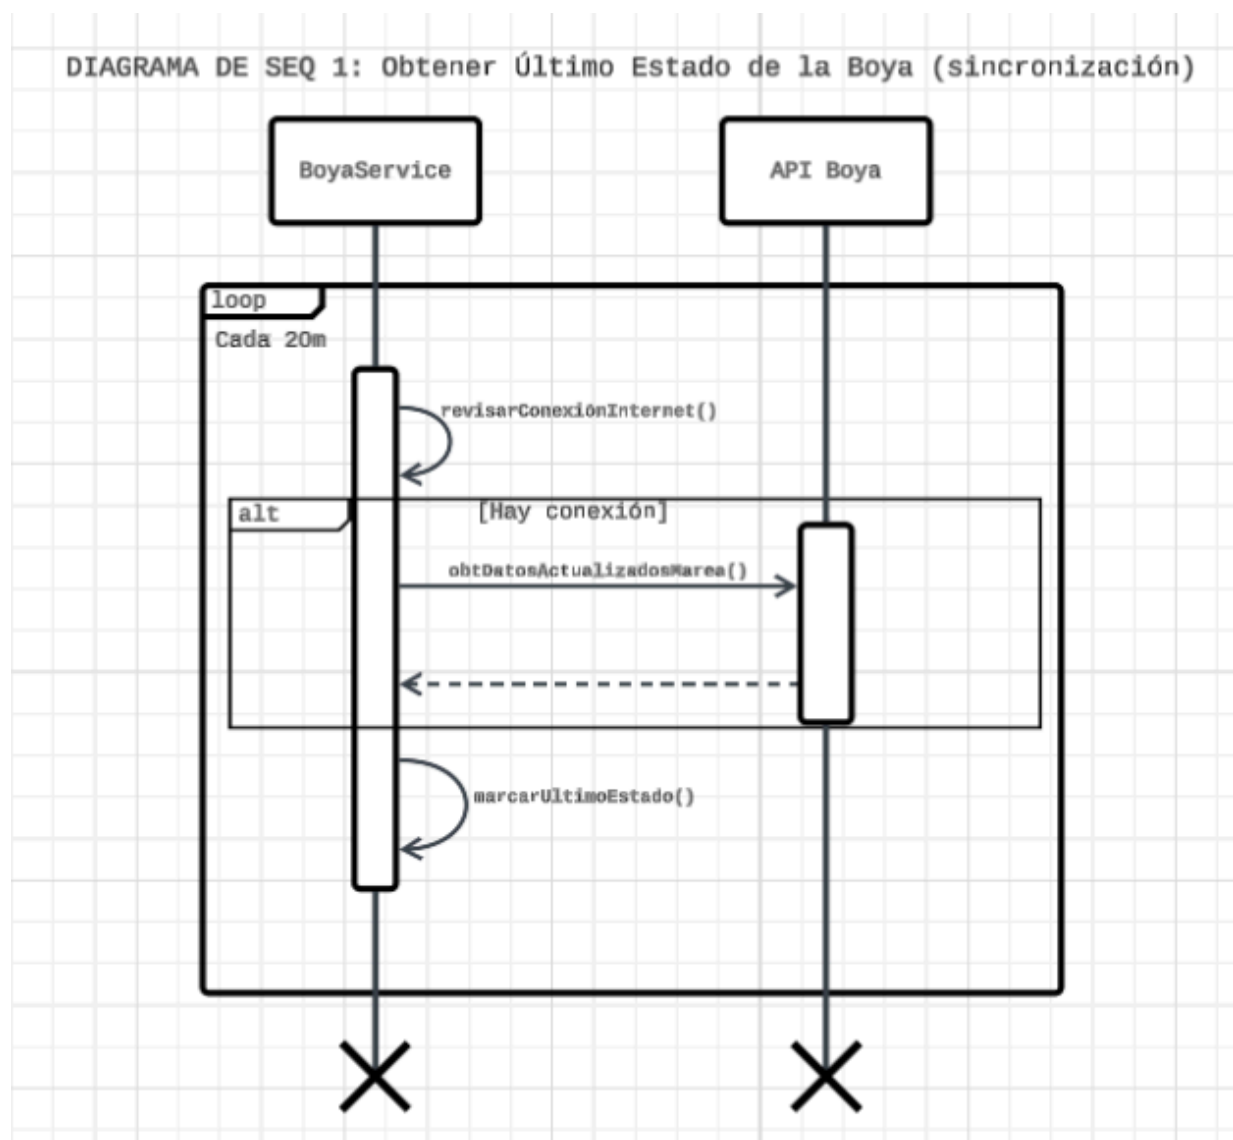 DIAGRAMA DE SEQ 1: Obtener Último Estado de la Boya (sincronización)
BoyaService
API Boya
loop
Cada 20m
revisarConexiónInternet()
alt
[Hay conexión]
obtDatosActualizadosMarea()
marcarUltimoEstado()